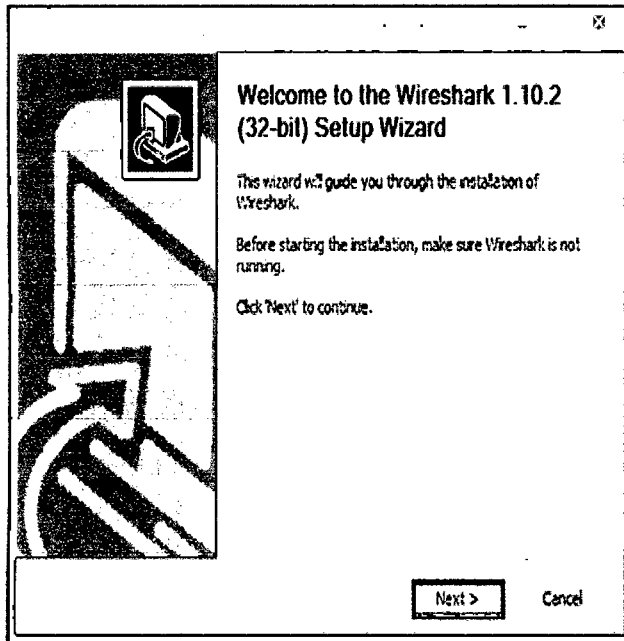 Welcome to the Wireshark 1.10.2
(32-bit) Setup Wizard
This wizard will guide you through the installation of
Wireshark.
Before starting the installation, make sure Wireshark is not
running.
Click 'Next' to continue.
Next >
Cancel